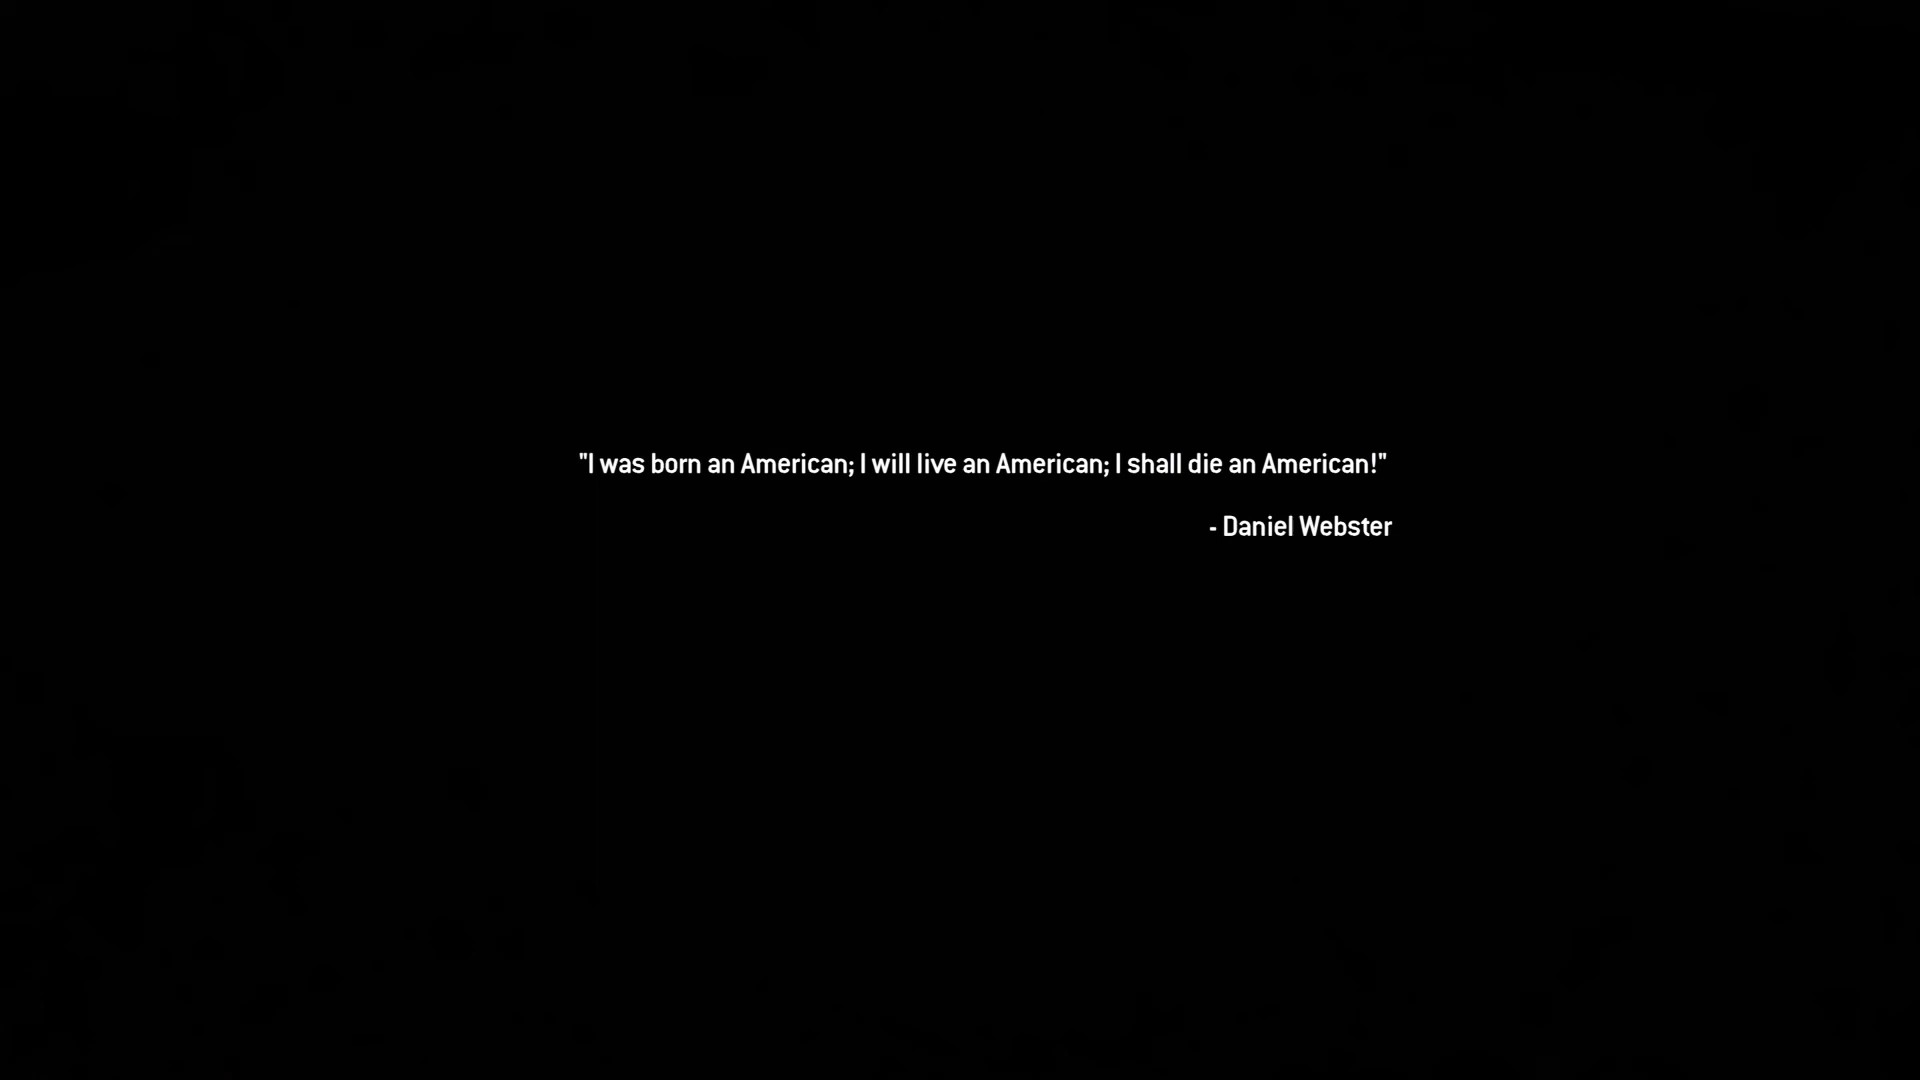 "I was born an American; I will live an American; I shall die an American!"
- Daniel Webster